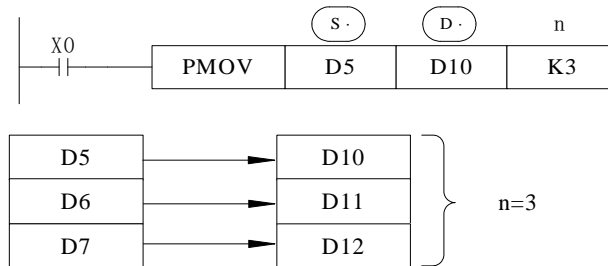 S · D · n
X0
PMOV D5 D10 K3
D5 D10
D6 D11 n=3
D7 D12